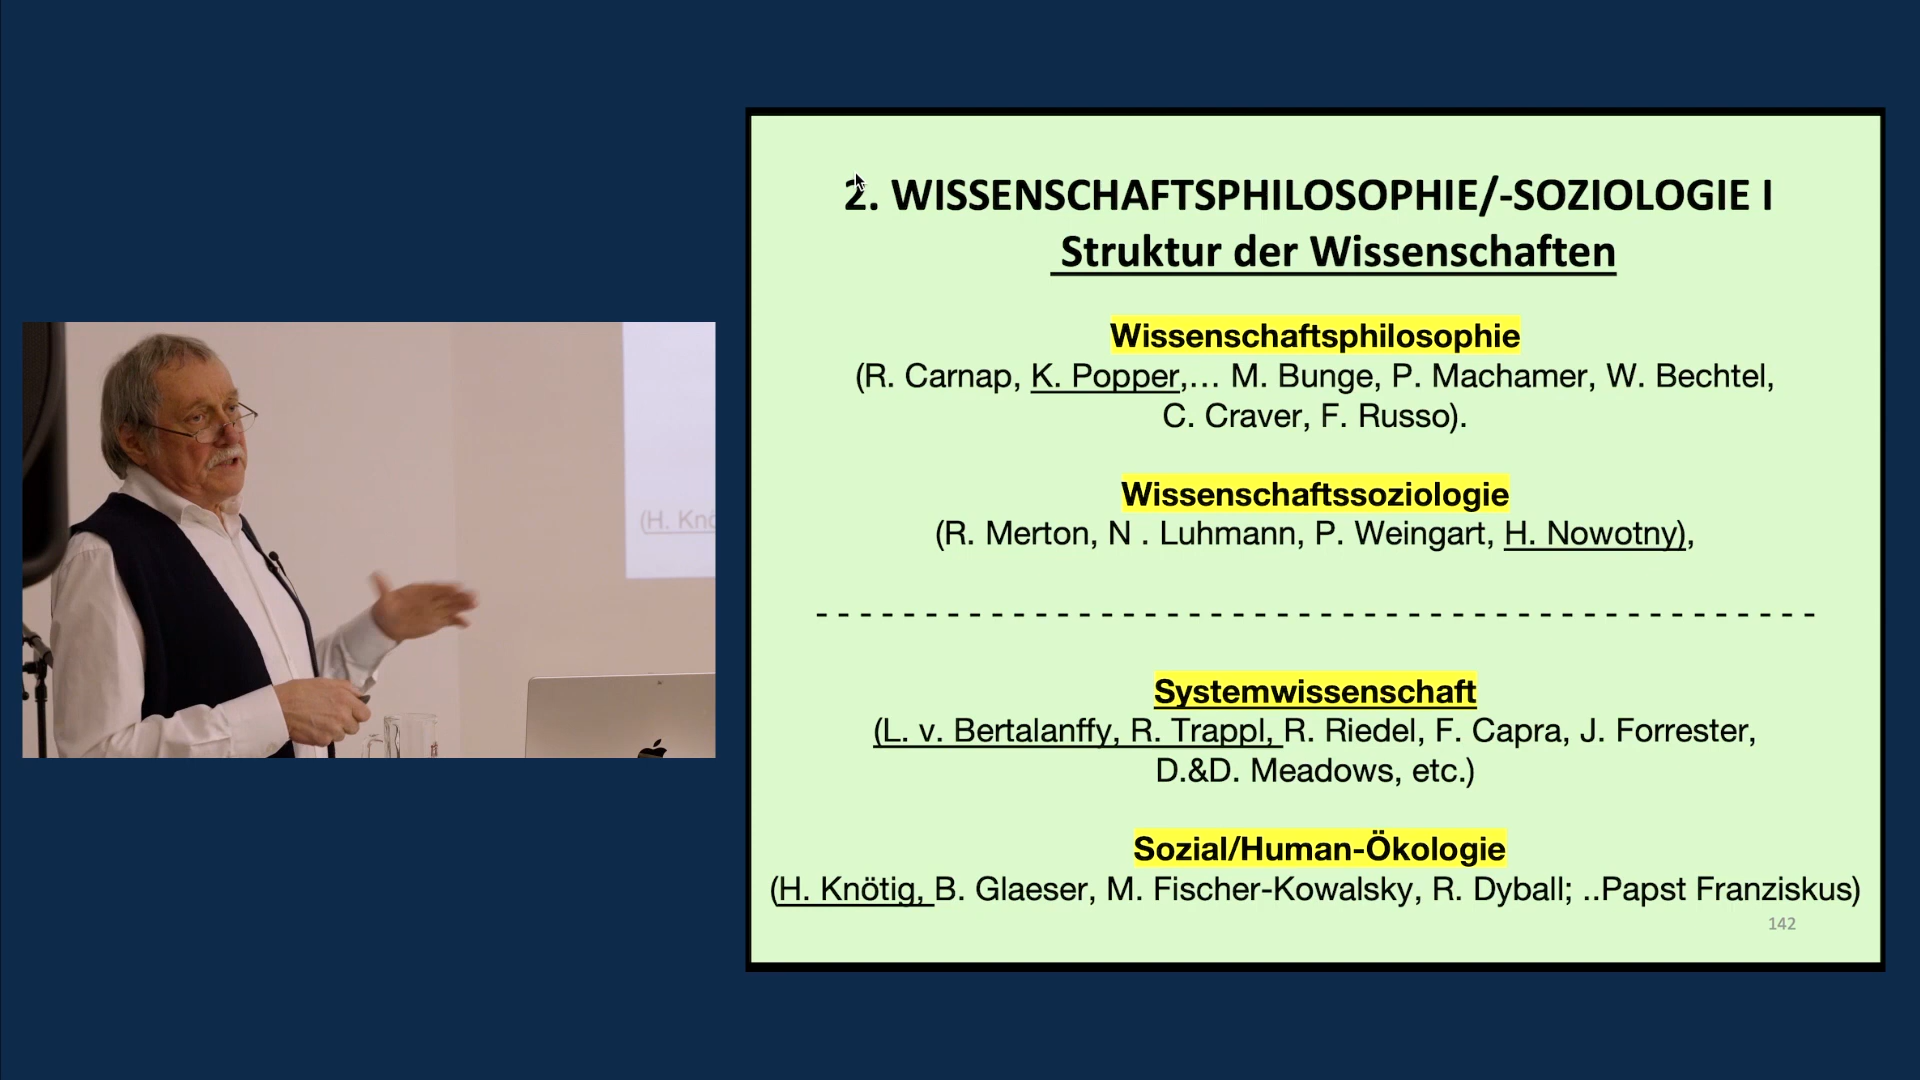 2. WISSENSCHAFTSPHILOSOPHIE/-SOZIOLOGIE I
Struktur der Wissenschaften
Wissenschaftsphilosophie
(R. Carnap, K. Popper,... M. Bunge, P. Machamer, W. Bechtel,
C. Craver, F. Russo).
Wissenschaftssoziologie
(R. Merton, N . Luhmann, P. Weingart, H. Nowotny),
- - - - - - - - - - - - - - - - - - - - - - - - - - - - - - - - - - - - - - - - - - - - - -
Systemwissenschaft
(L. v. Bertalanffy, R. Trappl, R. Riedel, F. Capra, J. Forrester,
D.&D. Meadows, etc.)
Sozial/Human-Ökologie
(H. Knötig, B. Glaeser, M. Fischer-Kowalsky, R. Dyball; ..Papst Franziskus)
142
(H. Knö